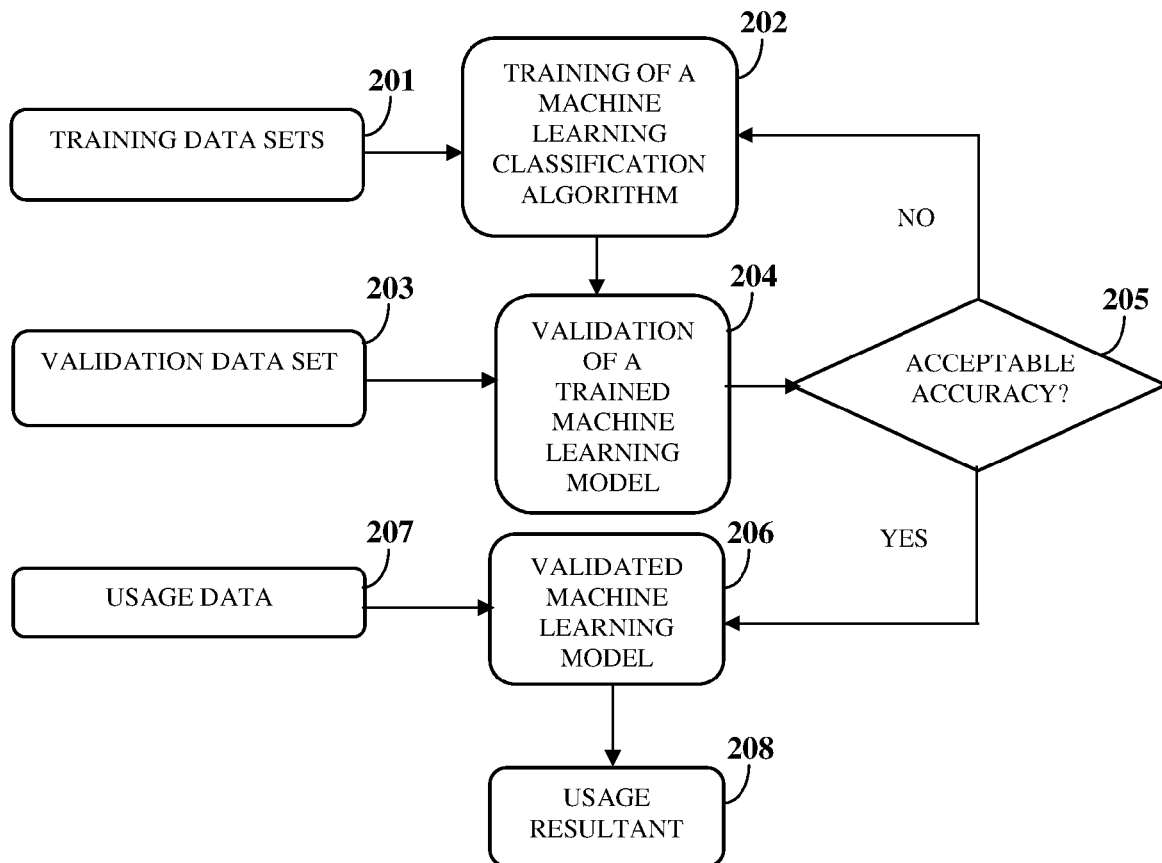 202
TRAINING OF A
MACHINE
LEARNING
CLASSIFICATION
ALGORITHM
201
TRAINING DATA SETS
NO
204
203
VALIDATION
OF A
TRAINED
MACHINE
LEARNING
MODEL
VALIDATION DATA SET
205
ACCEPTABLE
ACCURACY?
YES
206
207
VALIDATED
MACHINE
LEARNING
MODEL
USAGE DATA
208
USAGE
RESULTANT